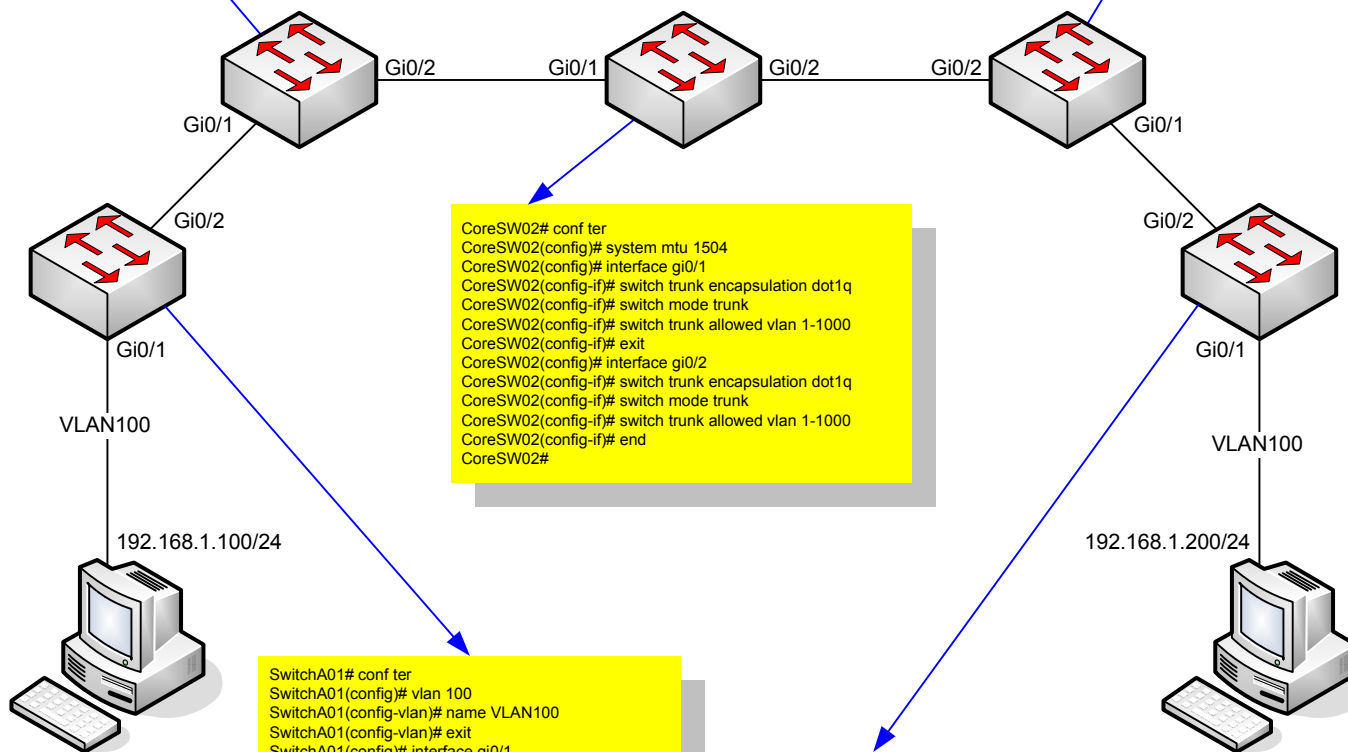 Gi0/2
Gi0/1
Gi0/2
Gi0/2
Gi0/1
Gi0/1
Gi0/2
Gi0/2
CoreSW02# conf ter
CoreSW02(config)# system mtu 1504
CoreSW02(config)# interface gi0/1
CoreSW02(config-if)# switch trunk encapsulation dot1q
CoreSW02(config-if)# switch mode trunk
CoreSW02(config-if)# switch trunk allowed vlan 1-1000
CoreSW02(config-if)# exit
CoreSW02(config)# interface gi0/2
CoreSW02(config-if)# switch trunk encapsulation dot1q
CoreSW02(config-if)# switch mode trunk
CoreSW02(config-if)# switch trunk allowed vlan 1-1000
CoreSW02(config-if)# end
CoreSW02#
Gi0/1
Gi0/1
VLAN100
VLAN100
192.168.1.100/24
192.168.1.200/24
SwitchA01# conf ter
SwitchA01(config)# vlan 100
SwitchA01(config-vlan)# name VLAN100
SwitchA01(config-vlan)# exit
SwitchA01(config)# interface gi0/1